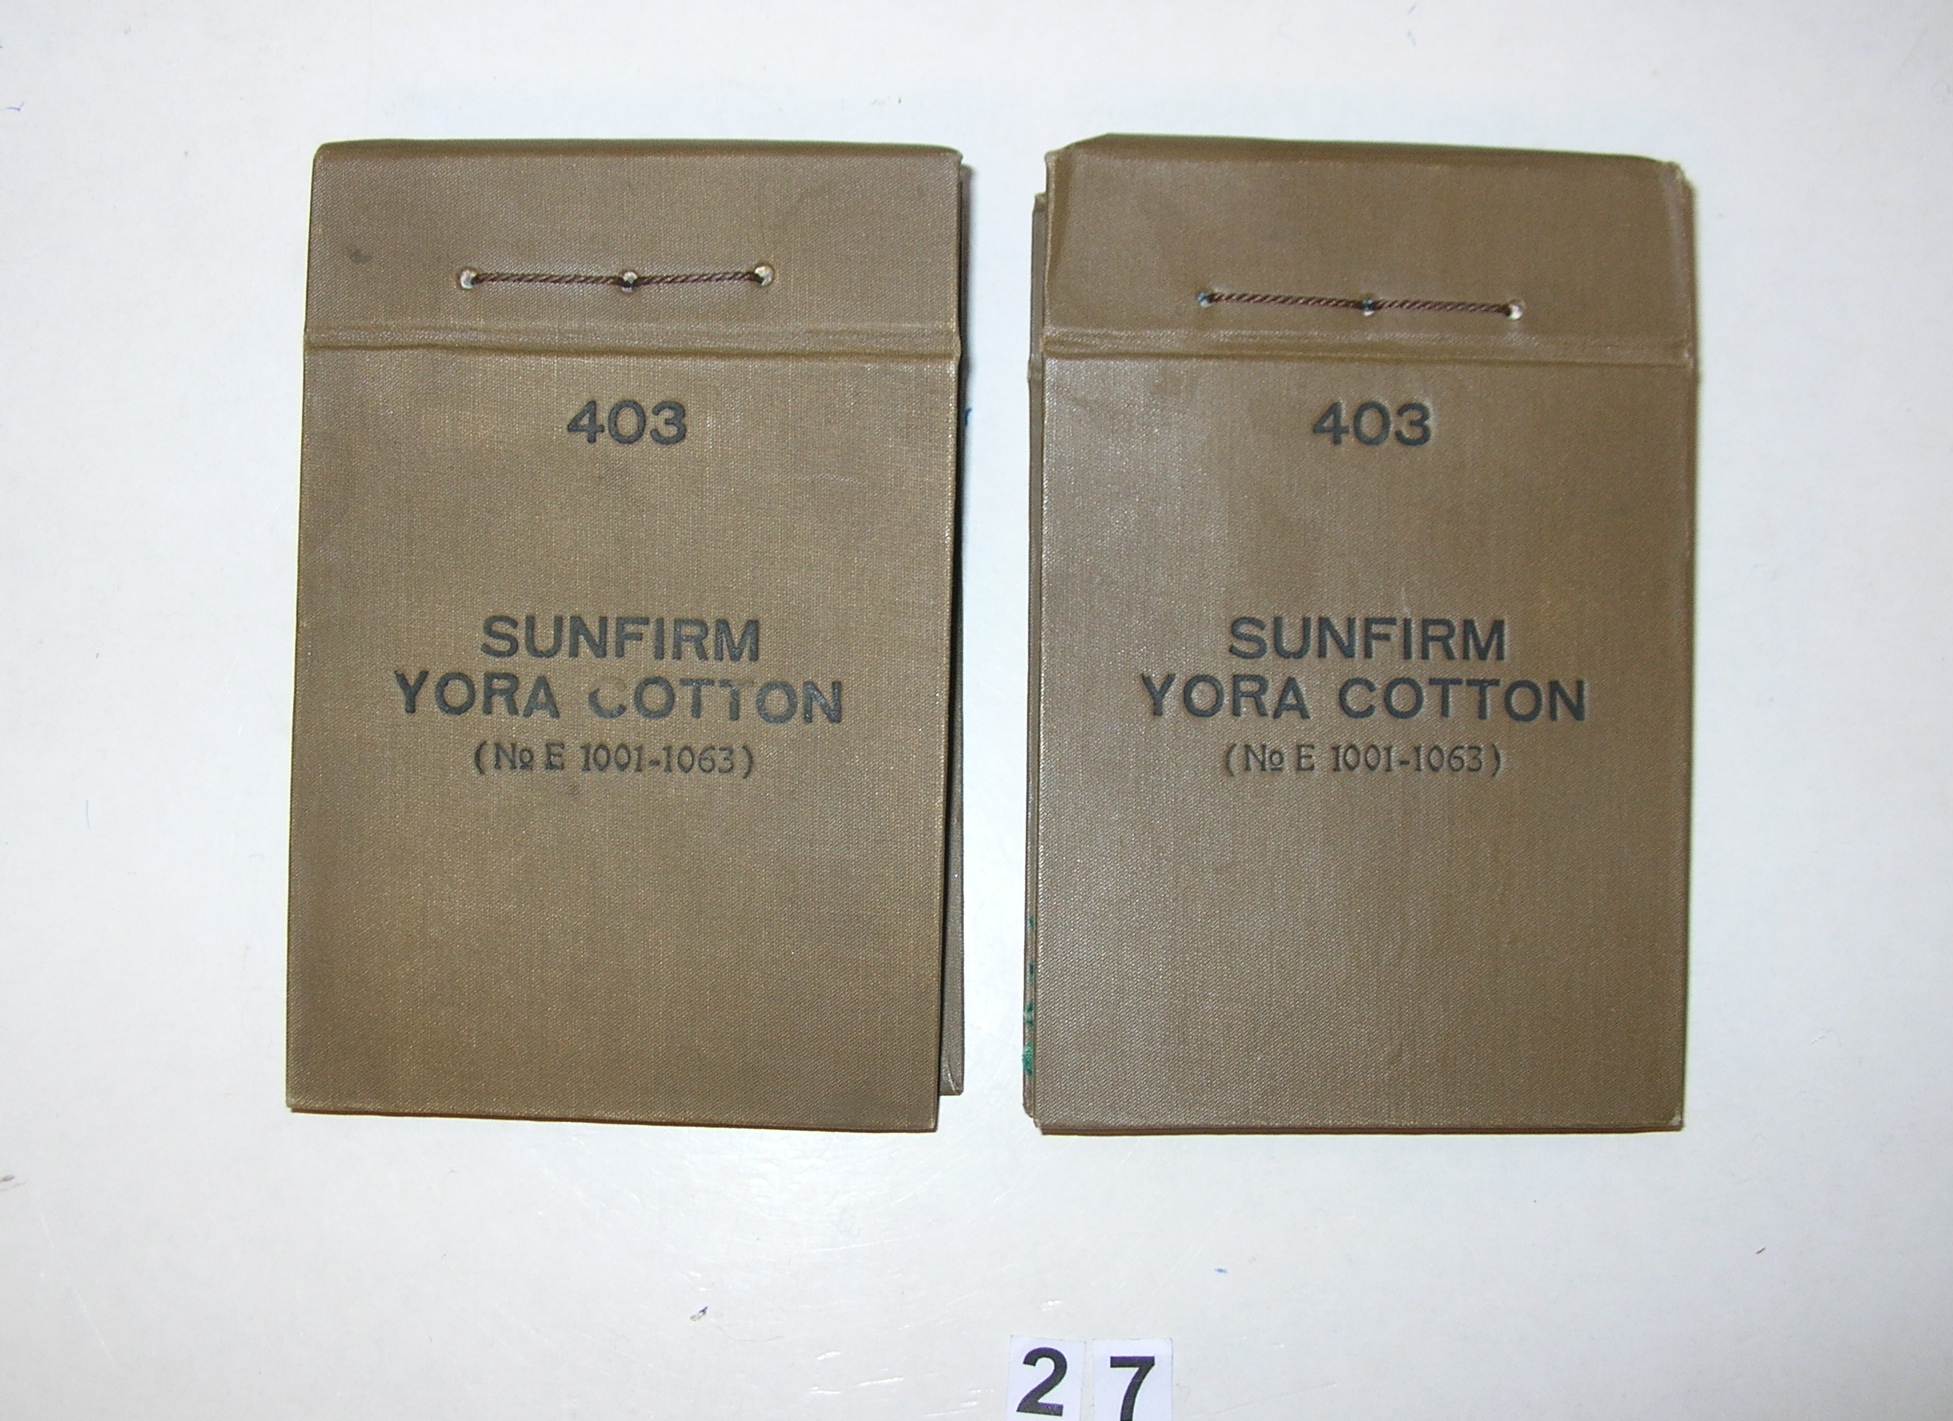 403
SUNFIRM
YORA COTTON
(No E 1001-1063)
403
SUNFIRM
YORA COTTON
(No E 1001-1063)
27